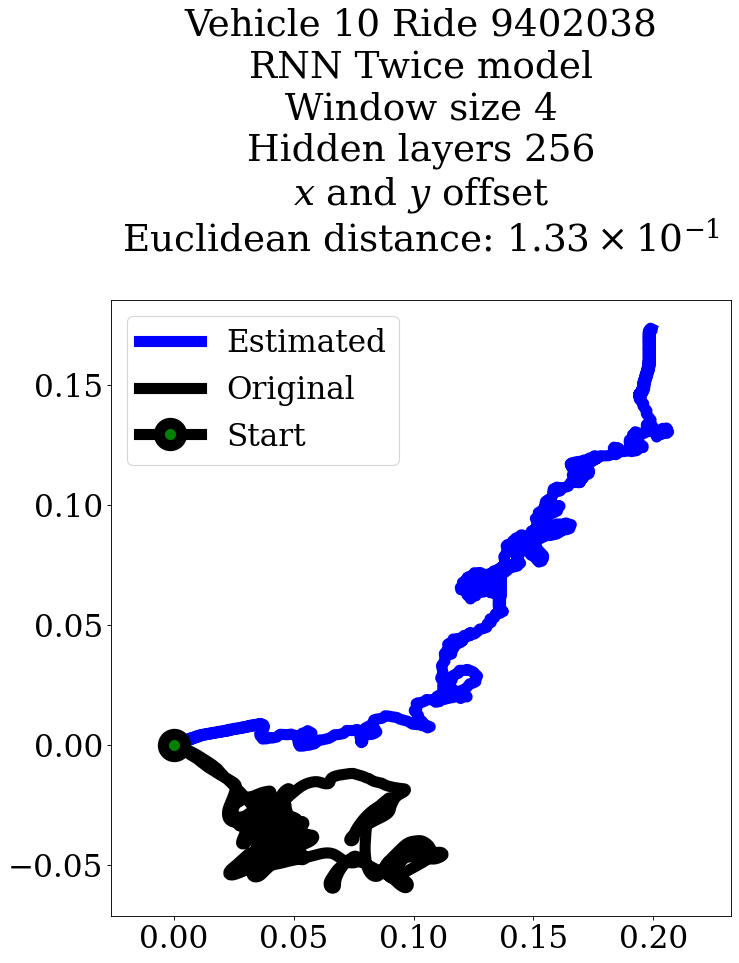 Vehicle 10 Ride 9402038
RNN Twice model
Window size 4
Hidden layers 256
x and y offset
Euclidean distance: 1.33 × 10⁻¹
Estimated
Original
Start
0.15
0.10
0.05
0.00
−0.05
0.00 0.05 0.10 0.15 0.20